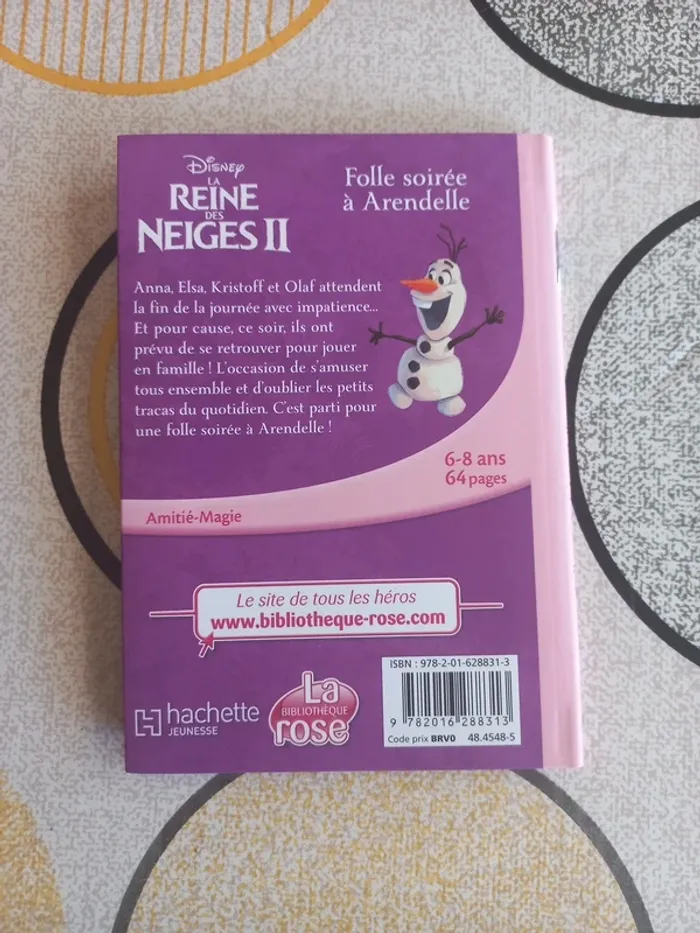 Disney
LA
REINE
DES
NEIGES II
Folle soirée
à Arendelle
Anna, Elsa, Kristoff et Olaf attendent
la fin de la journée avec impatience...
Et pour cause, ce soir, ils ont
prévu de se retrouver pour jouer
en famille ! L'occasion de s'amuser
tous ensemble et d'oublier les petits
tracas du quotidien. C'est parti pour
une folle soirée à Arendelle !
6-8 ans
64 pages
Amitié-Magie
Le site de tous les héros
www.bibliotheque-rose.com
hachette
JEUNESSE
La
BIBLIOTHÈQUE
rose
ISBN : 978-2-01-628831-3
9 782016 288313
Code prix BRV0 48.4548-5